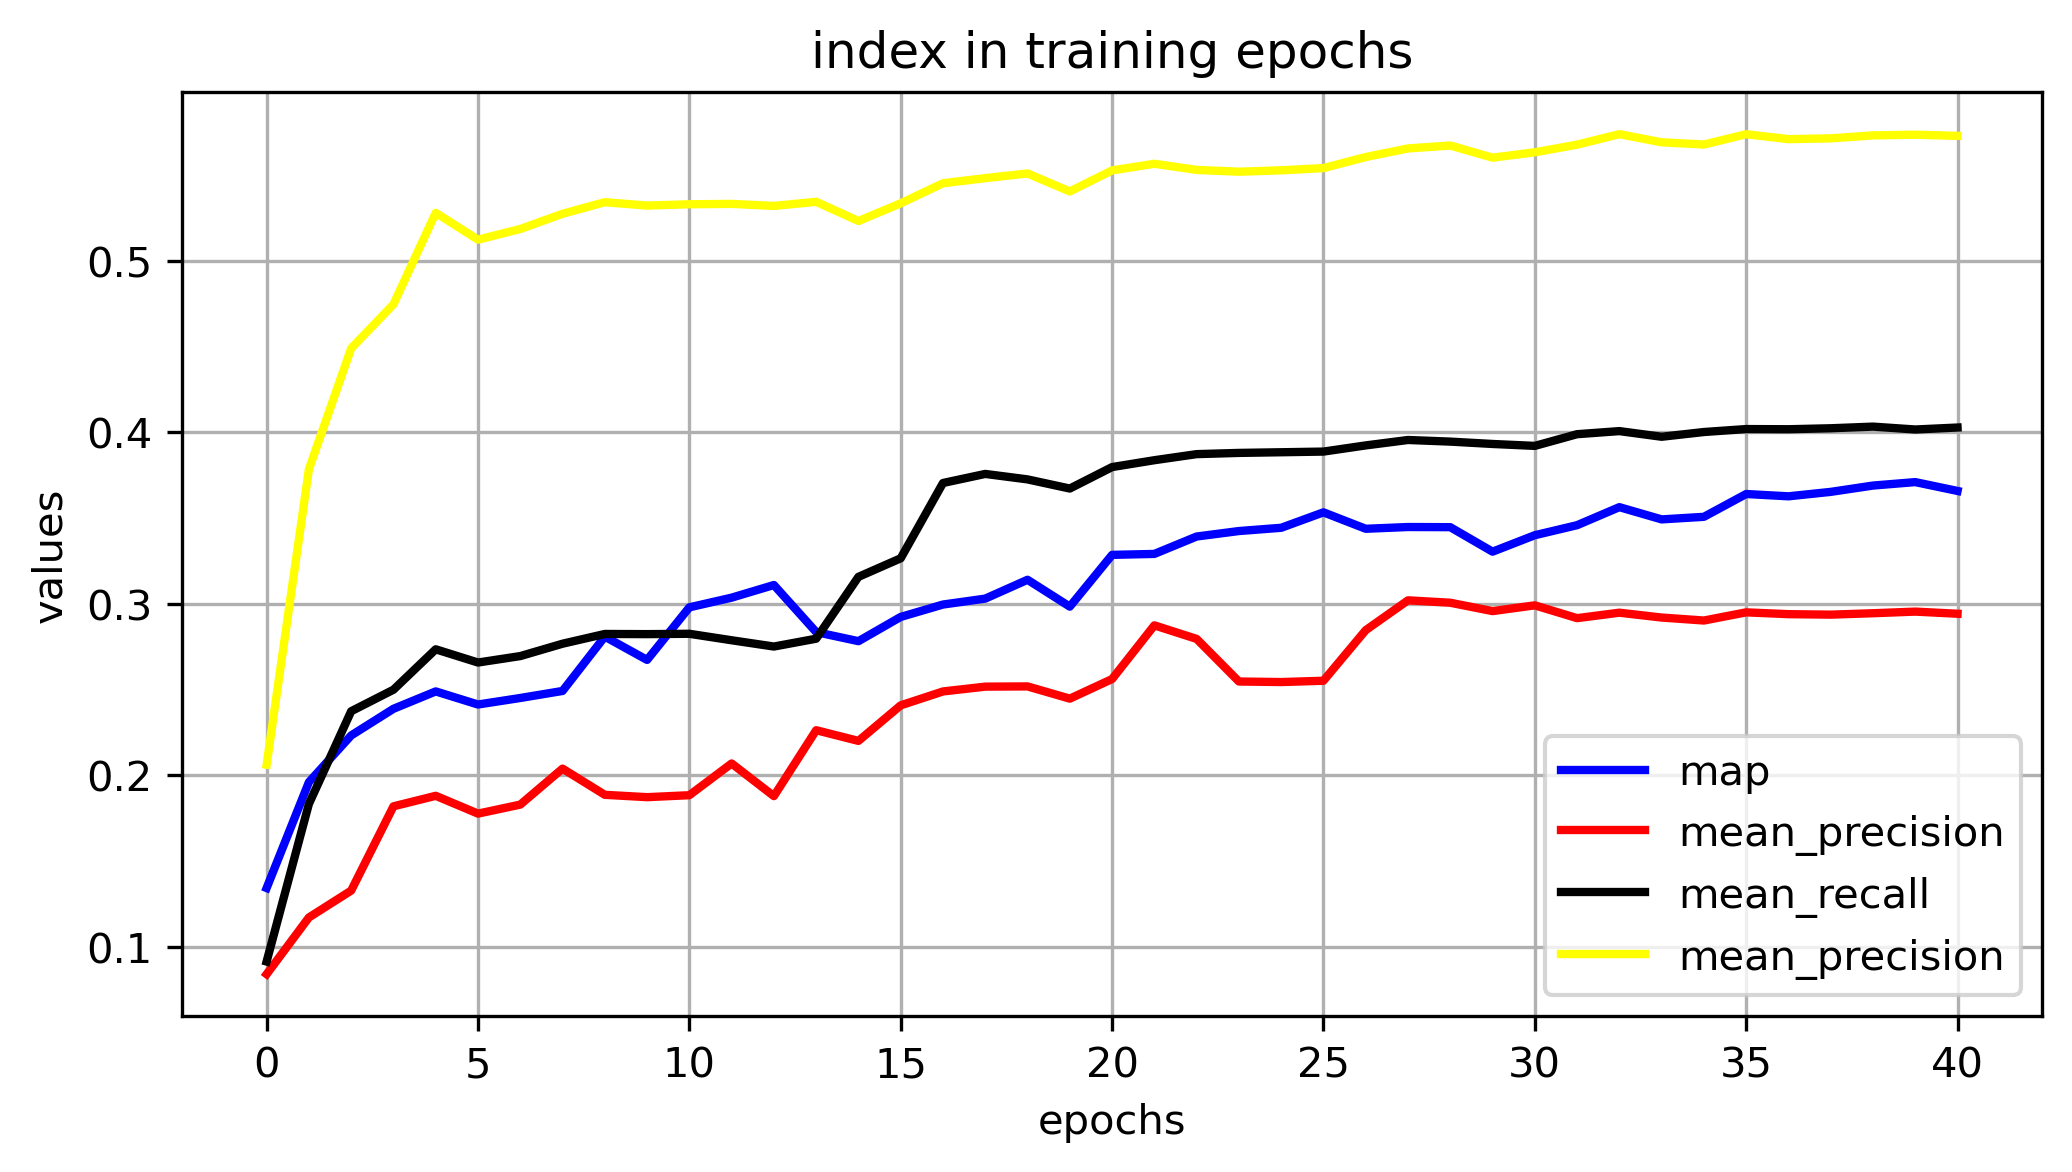 index in training epochs
values
0.5
0.4
0.3
0.2
0.1
map
mean_precision
mean_recall
mean_precision
0 5 10 15 20 25 30 35 40
epochs